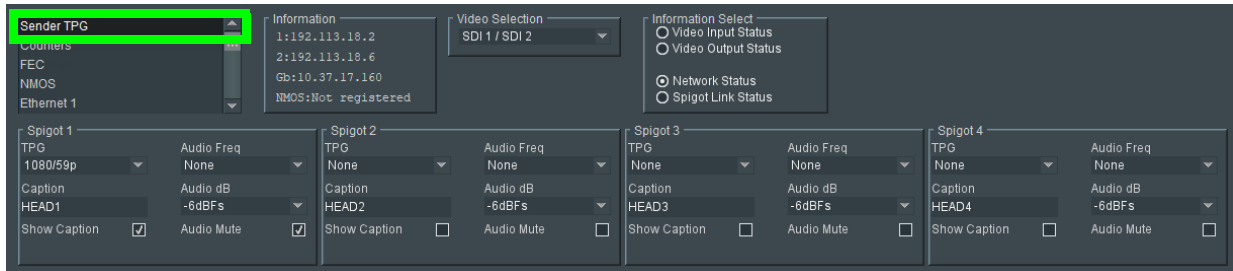 Sender TPG
Counters
FEC
NMOS
Ethernet 1
Information
1:192.113.18.2
2:192.113.18.6
Gb:10.37.17.160
NMOS:Not registered
Video Selection
SDI 1 / SDI 2
Information Select
Video Input Status
Video Output Status
Network Status
Spigot Link Status
Spigot 1
TPG Audio Freq
1080/59p None
Caption Audio dB
HEAD1 -6dBFs
Show Caption Audio Mute
Spigot 2
TPG Audio Freq
None None
Caption Audio dB
HEAD2 -6dBFs
Show Caption Audio Mute
Spigot 3
TPG Audio Freq
None None
Caption Audio dB
HEAD3 -6dBFs
Show Caption Audio Mute
Spigot 4
TPG Audio Freq
None None
Caption Audio dB
HEAD4 -6dBFs
Show Caption Audio Mute